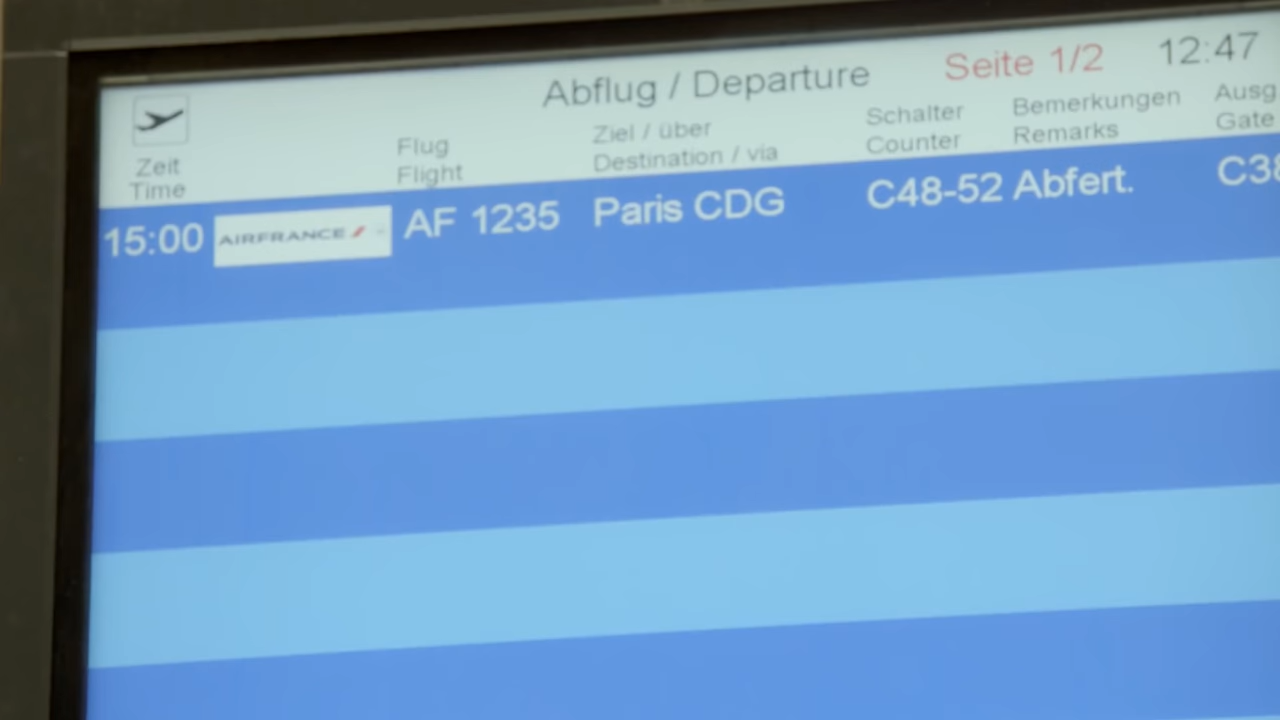 Abflug / Departure Seite 1/2 12:47
Zeit Flug Ziel / über Schalter Bemerkungen
Time Flight Destination / via Counter Remarks Gate
15:00 AIRFRANCE AF 1235 Paris CDG C48-52 Abfert.